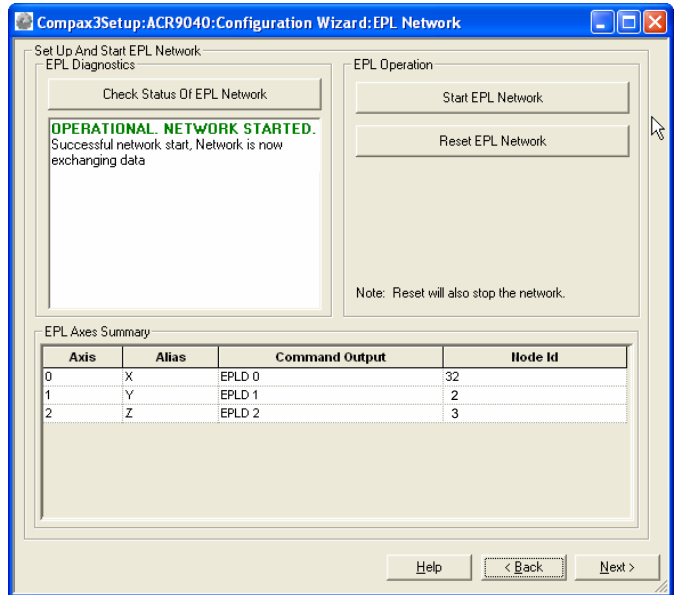 Compax3Setup:ACR9040:Configuration Wizard:EPL Network
Set Up And Start EPL Network
EPL Diagnostics
Check Status Of EPL Network
OPERATIONAL. NETWORK STARTED.
Successful network start, Network is now
exchanging data
EPL Operation
Start EPL Network
Reset EPL Network
Note: Reset will also stop the network.
EPL Axes Summary
Axis Alias Command Output Node Id
0 X EPLD 0 32
1 Y EPLD 1 2
2 Z EPLD 2 3
Help < Back Next >